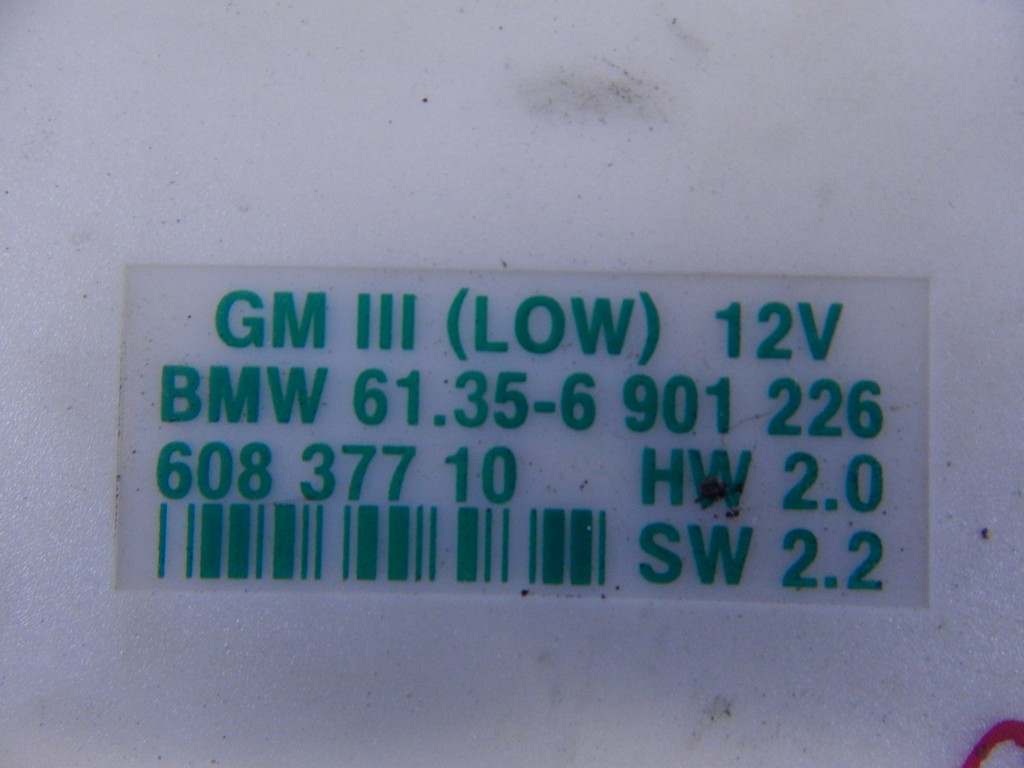 GM III (LOW) 12V
BMW 61.35-6 901 226
608 377 10 HW 2.0
SW 2.2